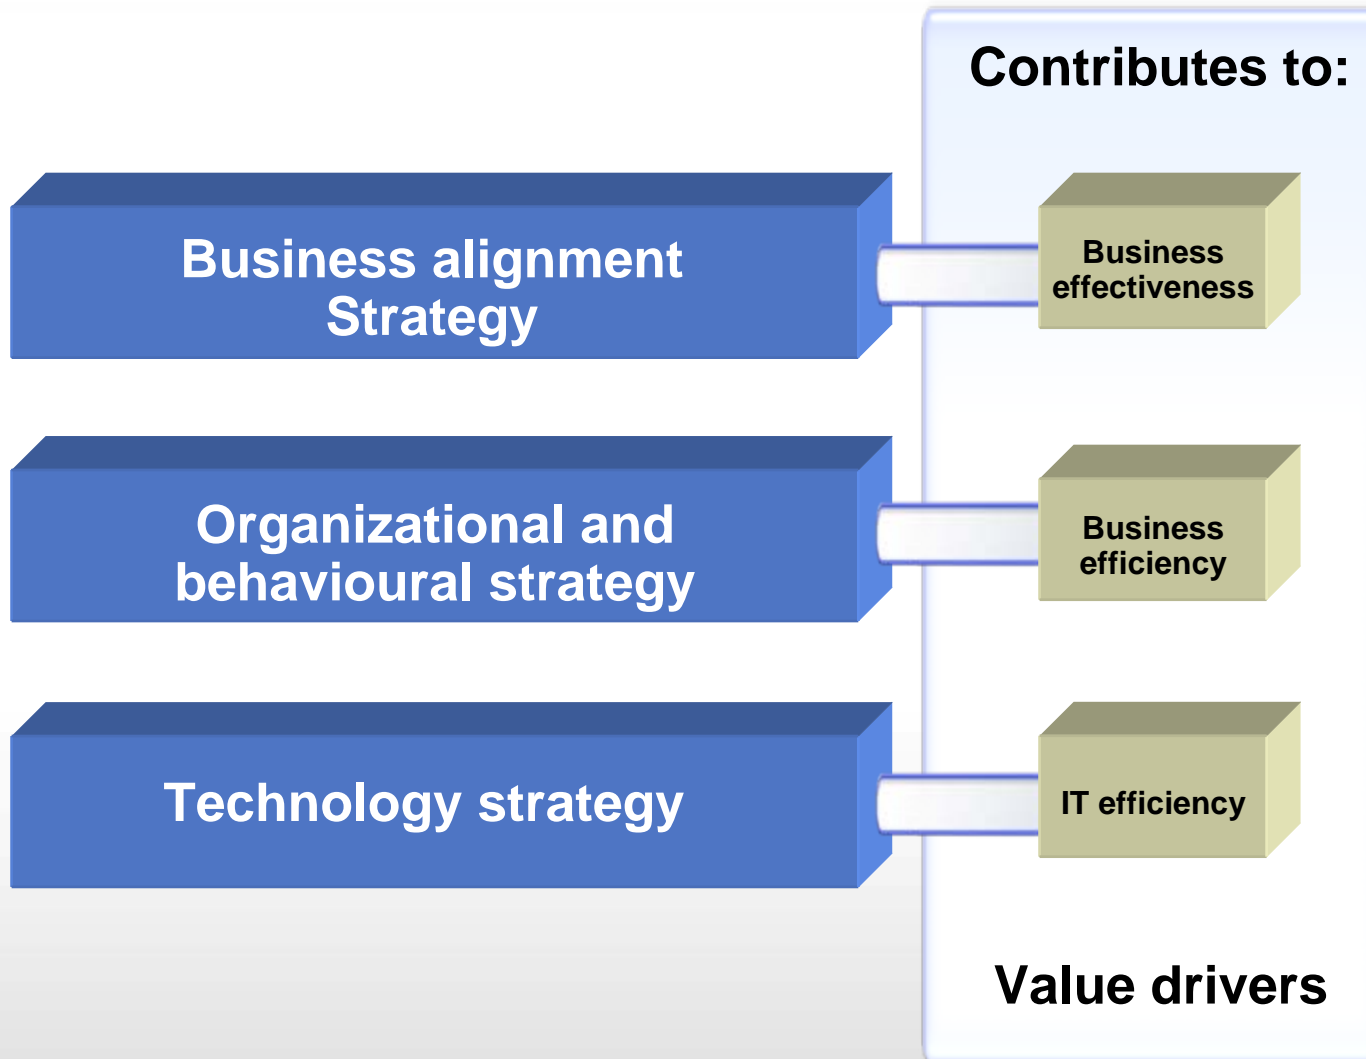 Contributes to:
Business alignment
Strategy
Business
effectiveness
Organizational and
behavioural strategy
Business
efficiency
Technology strategy
IT efficiency
Value drivers